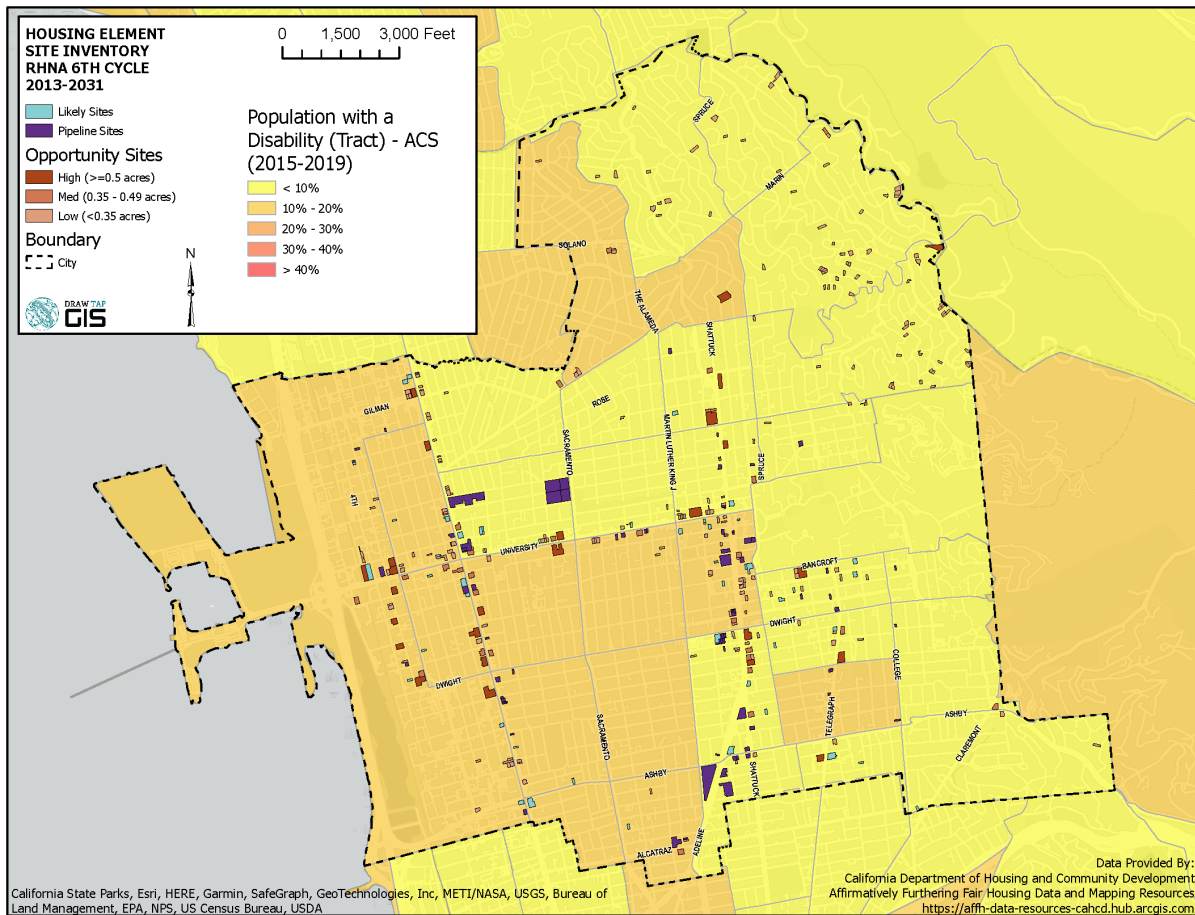 HOUSING ELEMENT
SITE INVENTORY
RHNA 6TH CYCLE
2013-2031
0 1,500 3,000 Feet
Likely Sites
Pipeline Sites
Opportunity Sites
High (>=0.5 acres)
Med (0.35 - 0.49 acres)
Low (<0.35 acres)
Boundary
City
Population with a
Disability (Tract) - ACS
(2015-2019)
< 10%
10% - 20%
20% - 30%
30% - 40%
> 40%
N
DRAW TAP
GIS
SPRUCE
MARIN
SOLANO
THE ALAMEDA
SHATTUCK
GILMAN
ROSE
SACRAMENTO
MARTIN LUTHER KING J
SPRUCE
4TH
UNIVERSITY
BANCROFT
DWIGHT
DWIGHT
COLLEGE
SACRAMENTO
TELEGRAPH
ASHBY
CLAREMONT
ASHBY
SHATTUCK
ALCATRAZ
ADELINE
California State Parks, Esri, HERE, Garmin, SafeGraph, GeoTechnologies, Inc, METI/NASA, USGS, Bureau of
Land Management, EPA, NPS, US Census Bureau, USDA
Data Provided By:
California Department of Housing and Community Development
Affirmatively Furthering Fair Housing Data and Mapping Resources
https://affh-data-resources-cahcd.hub.arcgis.com